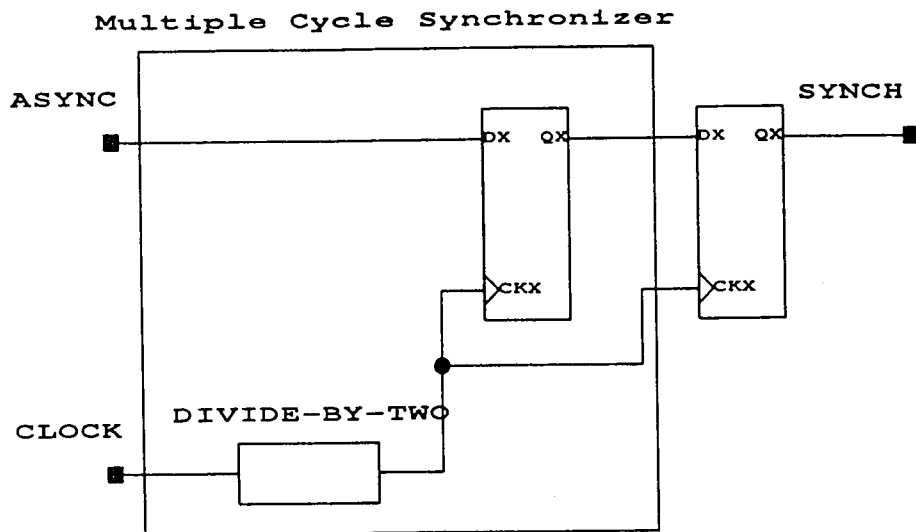 Multiple Cycle Synchronizer
ASYNC
SYNCH
DX QX
DX QX
CKX
CKX
DIVIDE-BY-TWO
CLOCK